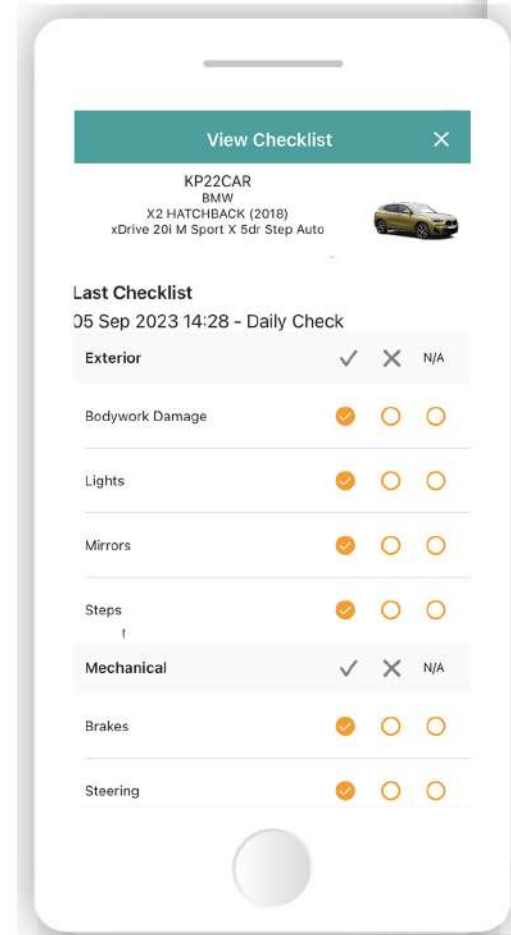 View Checklist
KP22CAR
BMW
X2 HATCHBACK (2018)
xDrive 20i M Sport X 5dr Step Auto
Last Checklist
05 Sep 2023 14:28 - Daily Check
Exterior N/A
Bodywork Damage
Lights
Mirrors
Steps
Mechanical N/A
Brakes
Steering